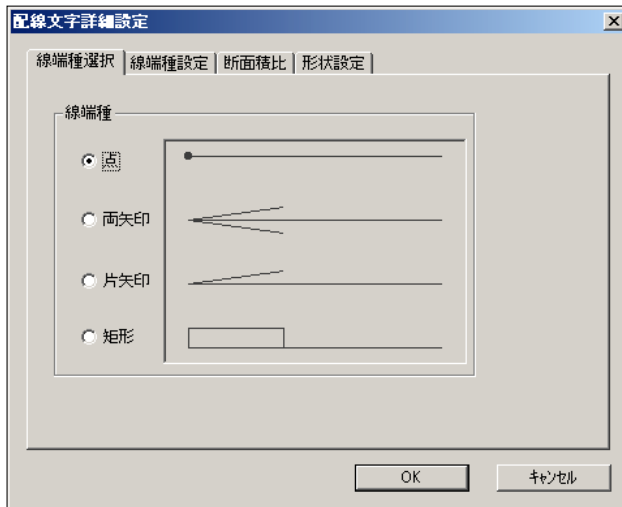 配線文字詳細設定
線端種選択 線端種設定 断面積比 形状設定
線端種
点
両矢印
片矢印
矩形
OK ｷｬﾝｾﾙ